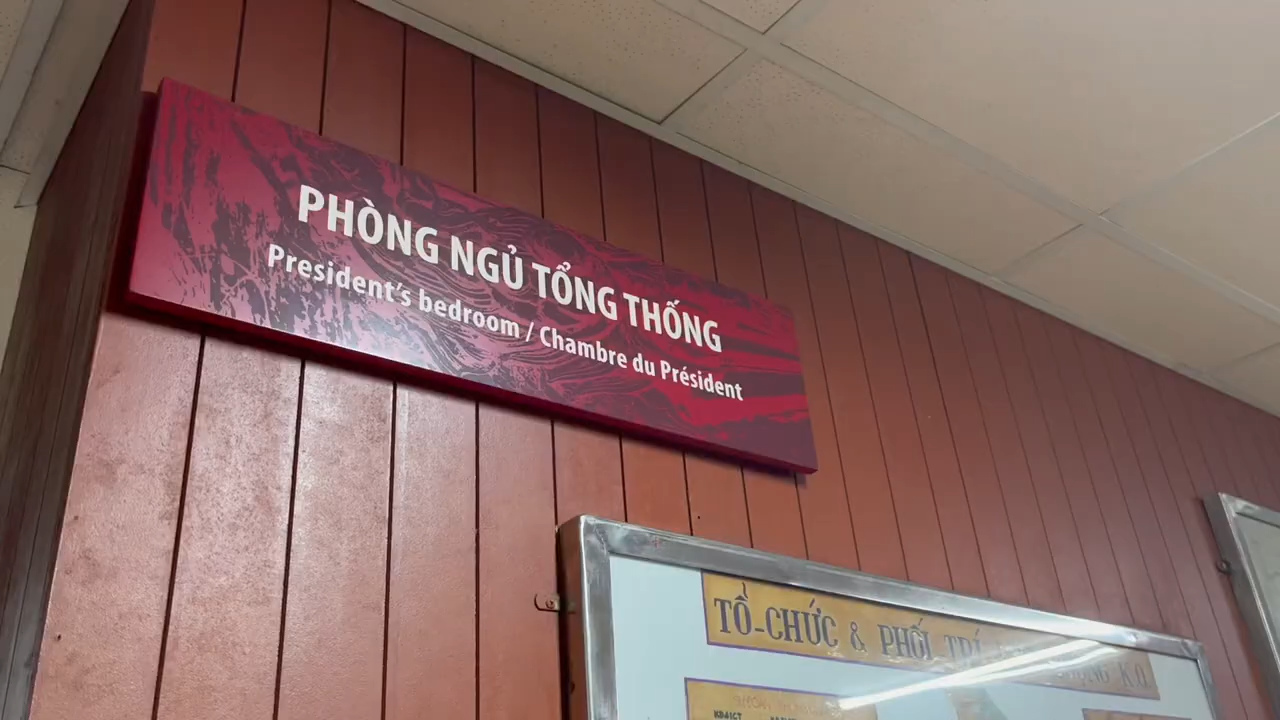 PHÒNG NGỦ TỔNG THỐNG
President's bedroom / Chambre du Président
TỔ-CHỨC & PHỐI TRÍ